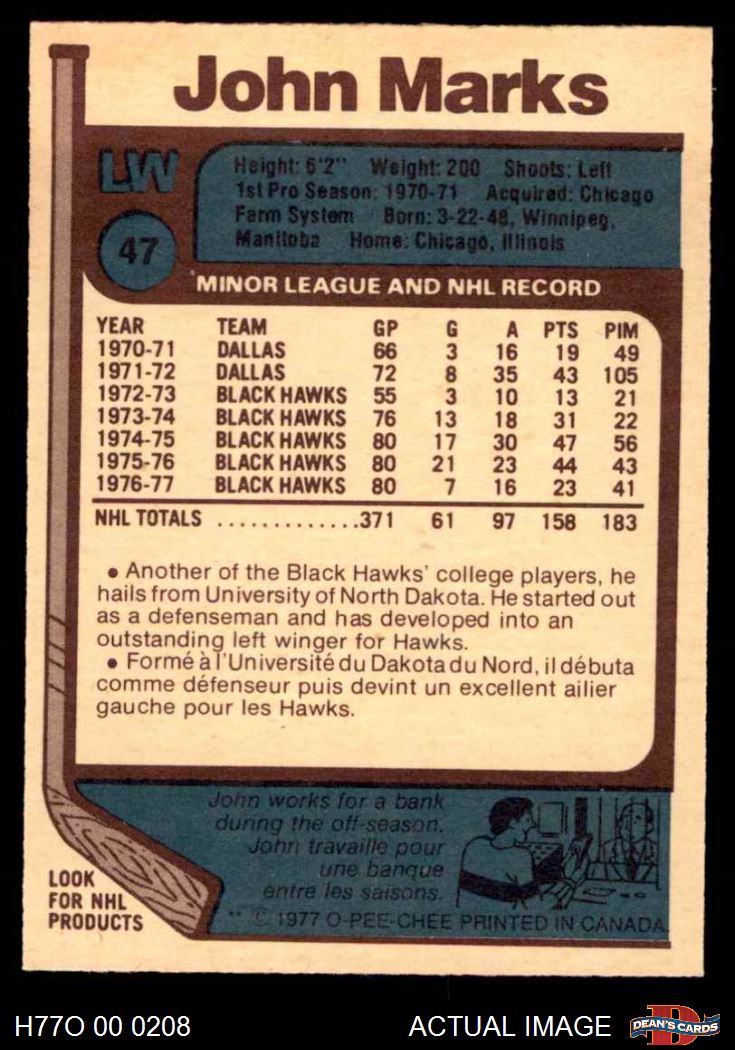 John Marks
LW
47
Height: 6'2" Weight: 200 Shoots: Left
1st Pro Season: 1970-71 Acquired: Chicago
Farm System Born: 3-22-48, Winnipeg,
Manitoba Home: Chicago, Illinois
MINOR LEAGUE AND NHL RECORD
YEAR TEAM GP G A PTS PIM
1970-71 DALLAS 66 3 16 19 49
1971-72 DALLAS 72 8 35 43 105
1972-73 BLACK HAWKS 55 3 10 13 21
1973-74 BLACK HAWKS 76 13 18 31 22
1974-75 BLACK HAWKS 80 17 30 47 56
1975-76 BLACK HAWKS 80 21 23 44 43
1976-77 BLACK HAWKS 80 7 16 23 41
NHL TOTALS .............371 61 97 158 183
• Another of the Black Hawks' college players, he
hails from University of North Dakota. He started out
as a defenseman and has developed into an
outstanding left winger for Hawks.
• Formé à l'Université du Dakota du Nord, il débuta
comme défenseur puis devint un excellent ailier
gauche pour les Hawks.
John works for a bank
during the off-season.
John travaille pour
une banque
entre les saisons.
LOOK
FOR NHL
PRODUCTS
** © 1977 O-PEE-CHEE PRINTED IN CANADA
H77O 00 0208
ACTUAL IMAGE
DEAN'S CARDS